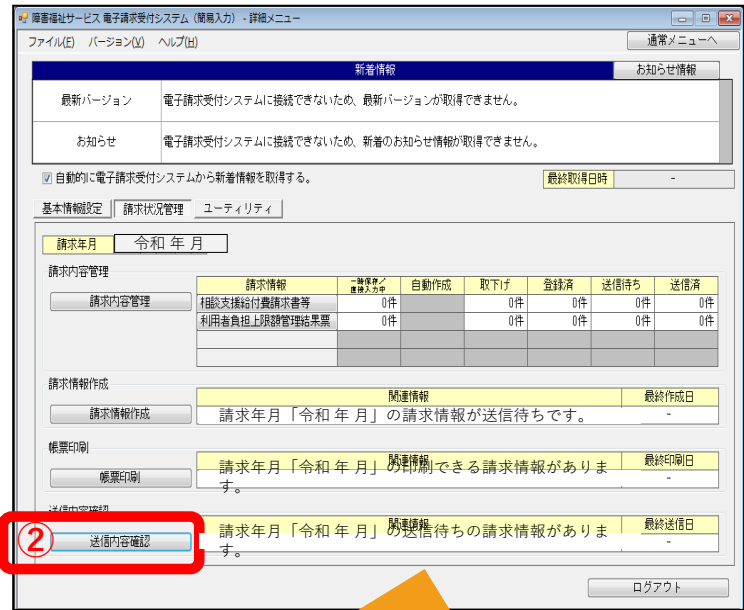 障害福祉サービス 電子請求受付システム（簡易入力） - 詳細メニュー
ファイル(F) バージョン(V) ヘルプ(H) 通常メニューへ
新着情報 お知らせ情報
最新バージョン 電子請求受付システムに接続できないため、最新バージョンが取得できません。
お知らせ 電子請求受付システムに接続できないため、新着のお知らせ情報が取得できません。
自動的に電子請求受付システムから新着情報を取得する。 最終取得日時 -
基本情報設定 請求状況管理 ユーティリティ
請求年月 令和 年 月
請求内容管理
請求情報 一時保存／直接入力中 自動作成 取下げ 登録済 送信待ち 送信済
請求内容管理 相談支援給付費請求書等 0件 0件 0件 0件 0件
利用者負担上限額管理結果票 0件 0件 0件 0件 0件
請求情報作成
関連情報 最終作成日
請求情報作成 請求年月「令和 年 月」の請求情報が送信待ちです。 -
帳票印刷
関連情報 最終印刷日
帳票印刷 請求年月「令和 年 月」の印刷できる請求情報がありま
す。 -
送信内容確認
関連情報 最終送信日
② 送信内容確認 請求年月「令和 年 月」の送信待ちの請求情報がありま
す。 -
ログアウト